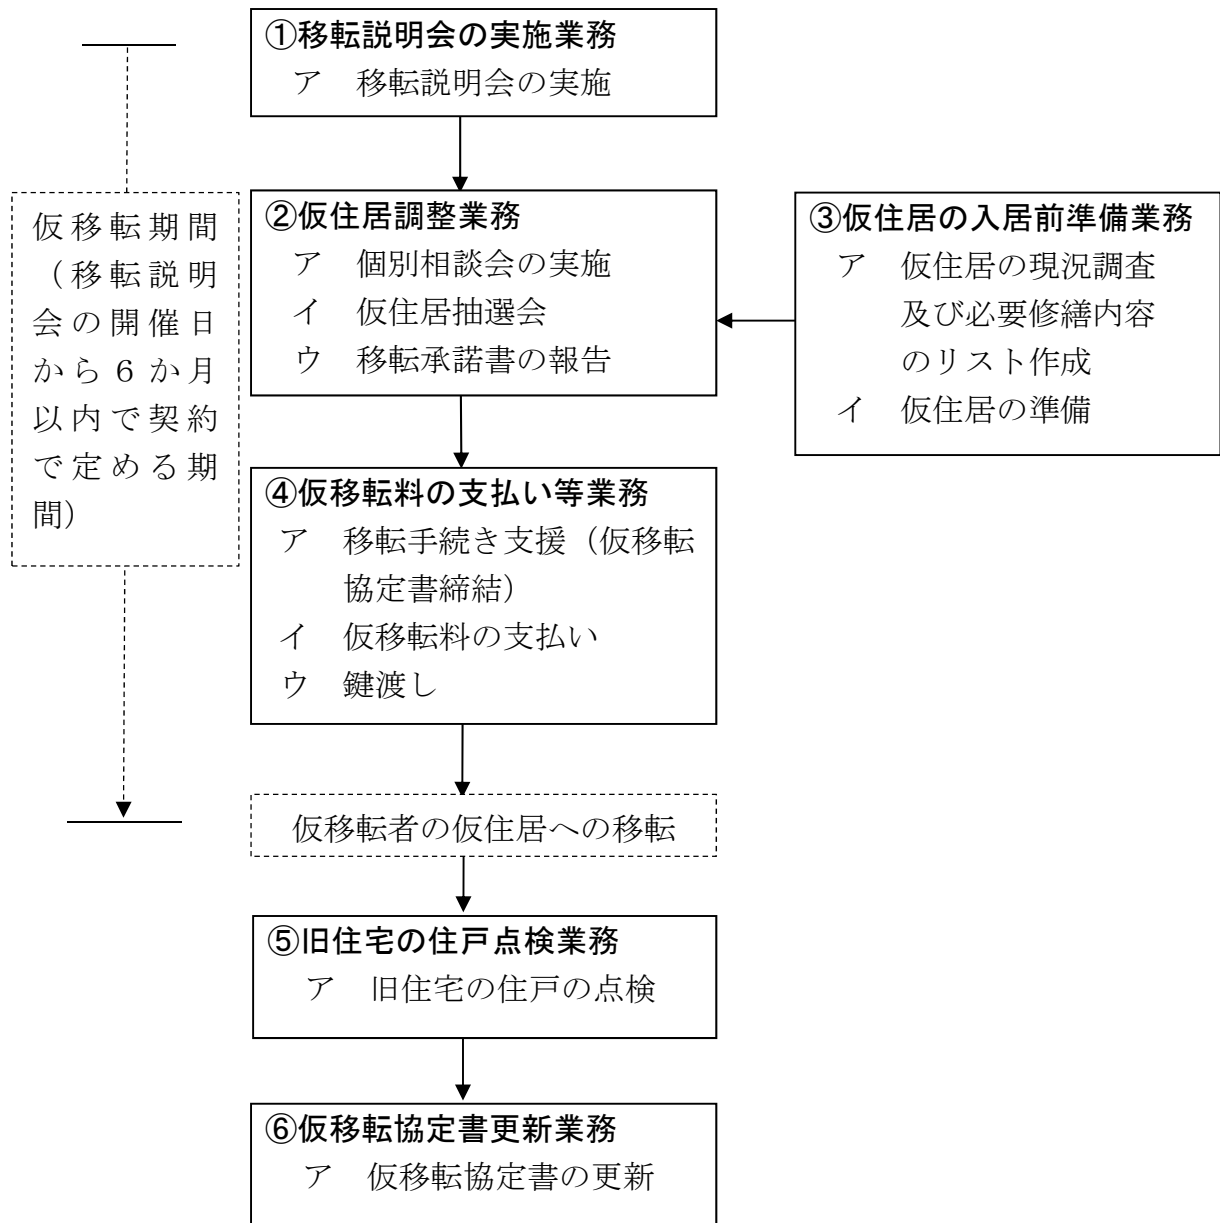 ①移転説明会の実施業務
ア　移転説明会の実施
仮移転期間
（移転説明
会の開催日
から６か月
以内で契約
で定める期
間）
②仮住居調整業務
ア　個別相談会の実施
イ　仮住居抽選会
ウ　移転承諾書の報告
③仮住居の入居前準備業務
ア　仮住居の現況調査
及び必要修繕内容
のリスト作成
イ　仮住居の準備
④仮移転料の支払い等業務
ア　移転手続き支援（仮移転
協定書締結）
イ　仮移転料の支払い
ウ　鍵渡し
仮移転者の仮住居への移転
⑤旧住宅の住戸点検業務
ア　旧住宅の住戸の点検
⑥仮移転協定書更新業務
ア　仮移転協定書の更新